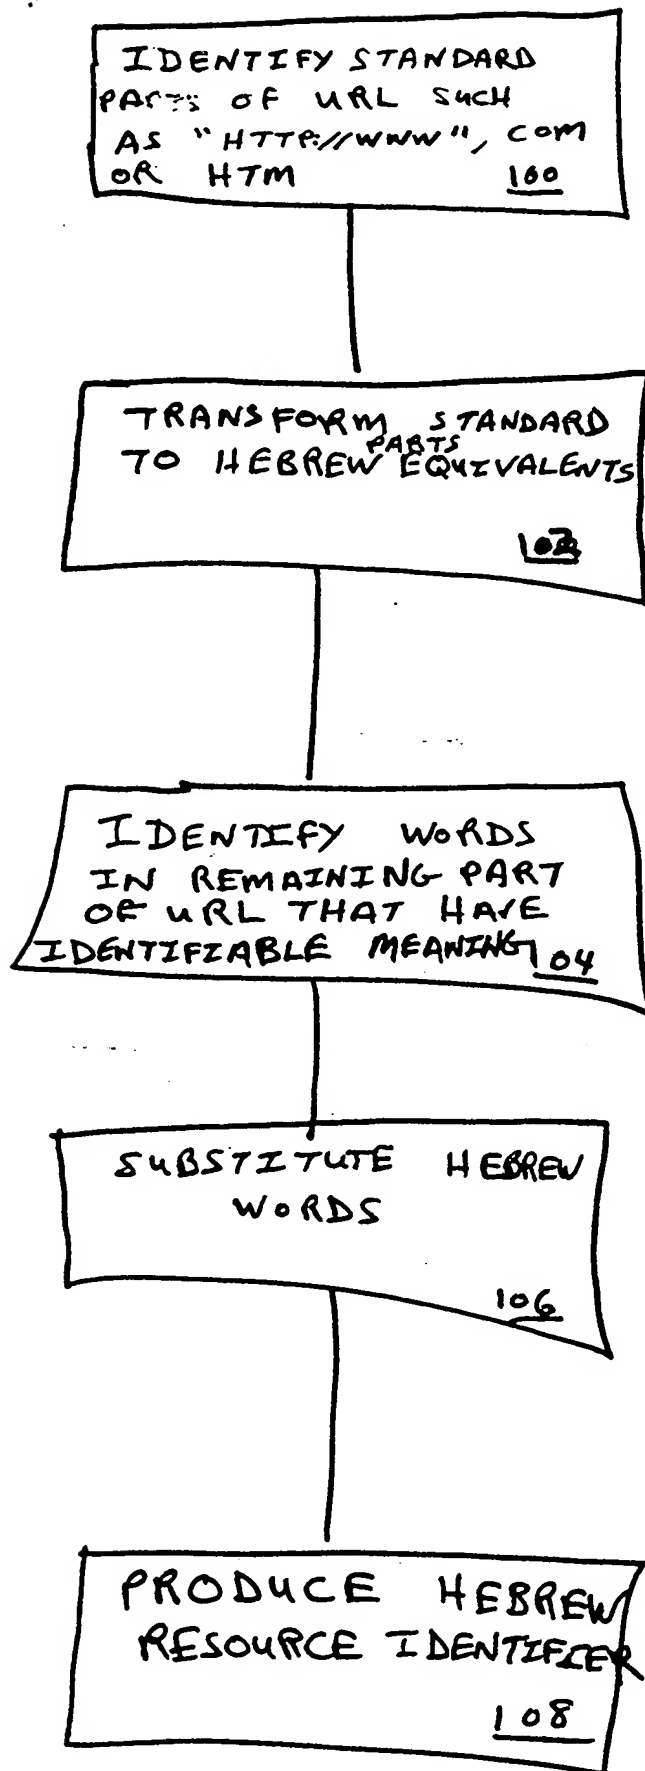 IDENTIFY STANDARD
PARTS OF URL SUCH
AS "HTTP://WWW", COM
OR HTM 100
TRANSFORM STANDARD
PARTS
TO HEBREW EQUIVALENTS
102
IDENTIFY WORDS
IN REMAINING PART
OF URL THAT HAVE
IDENTIFIABLE MEANING 104
SUBSTITUTE HEBREW
WORDS
106
PRODUCE HEBREW
RESOURCE IDENTIFIER
108